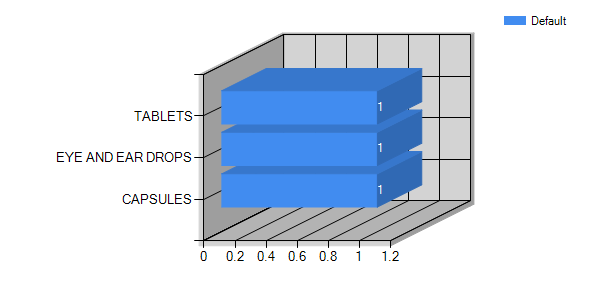 Default
TABLETS
1
EYE AND EAR DROPS
1
CAPSULES
1
0 0.2 0.4 0.6 0.8 1 1.2